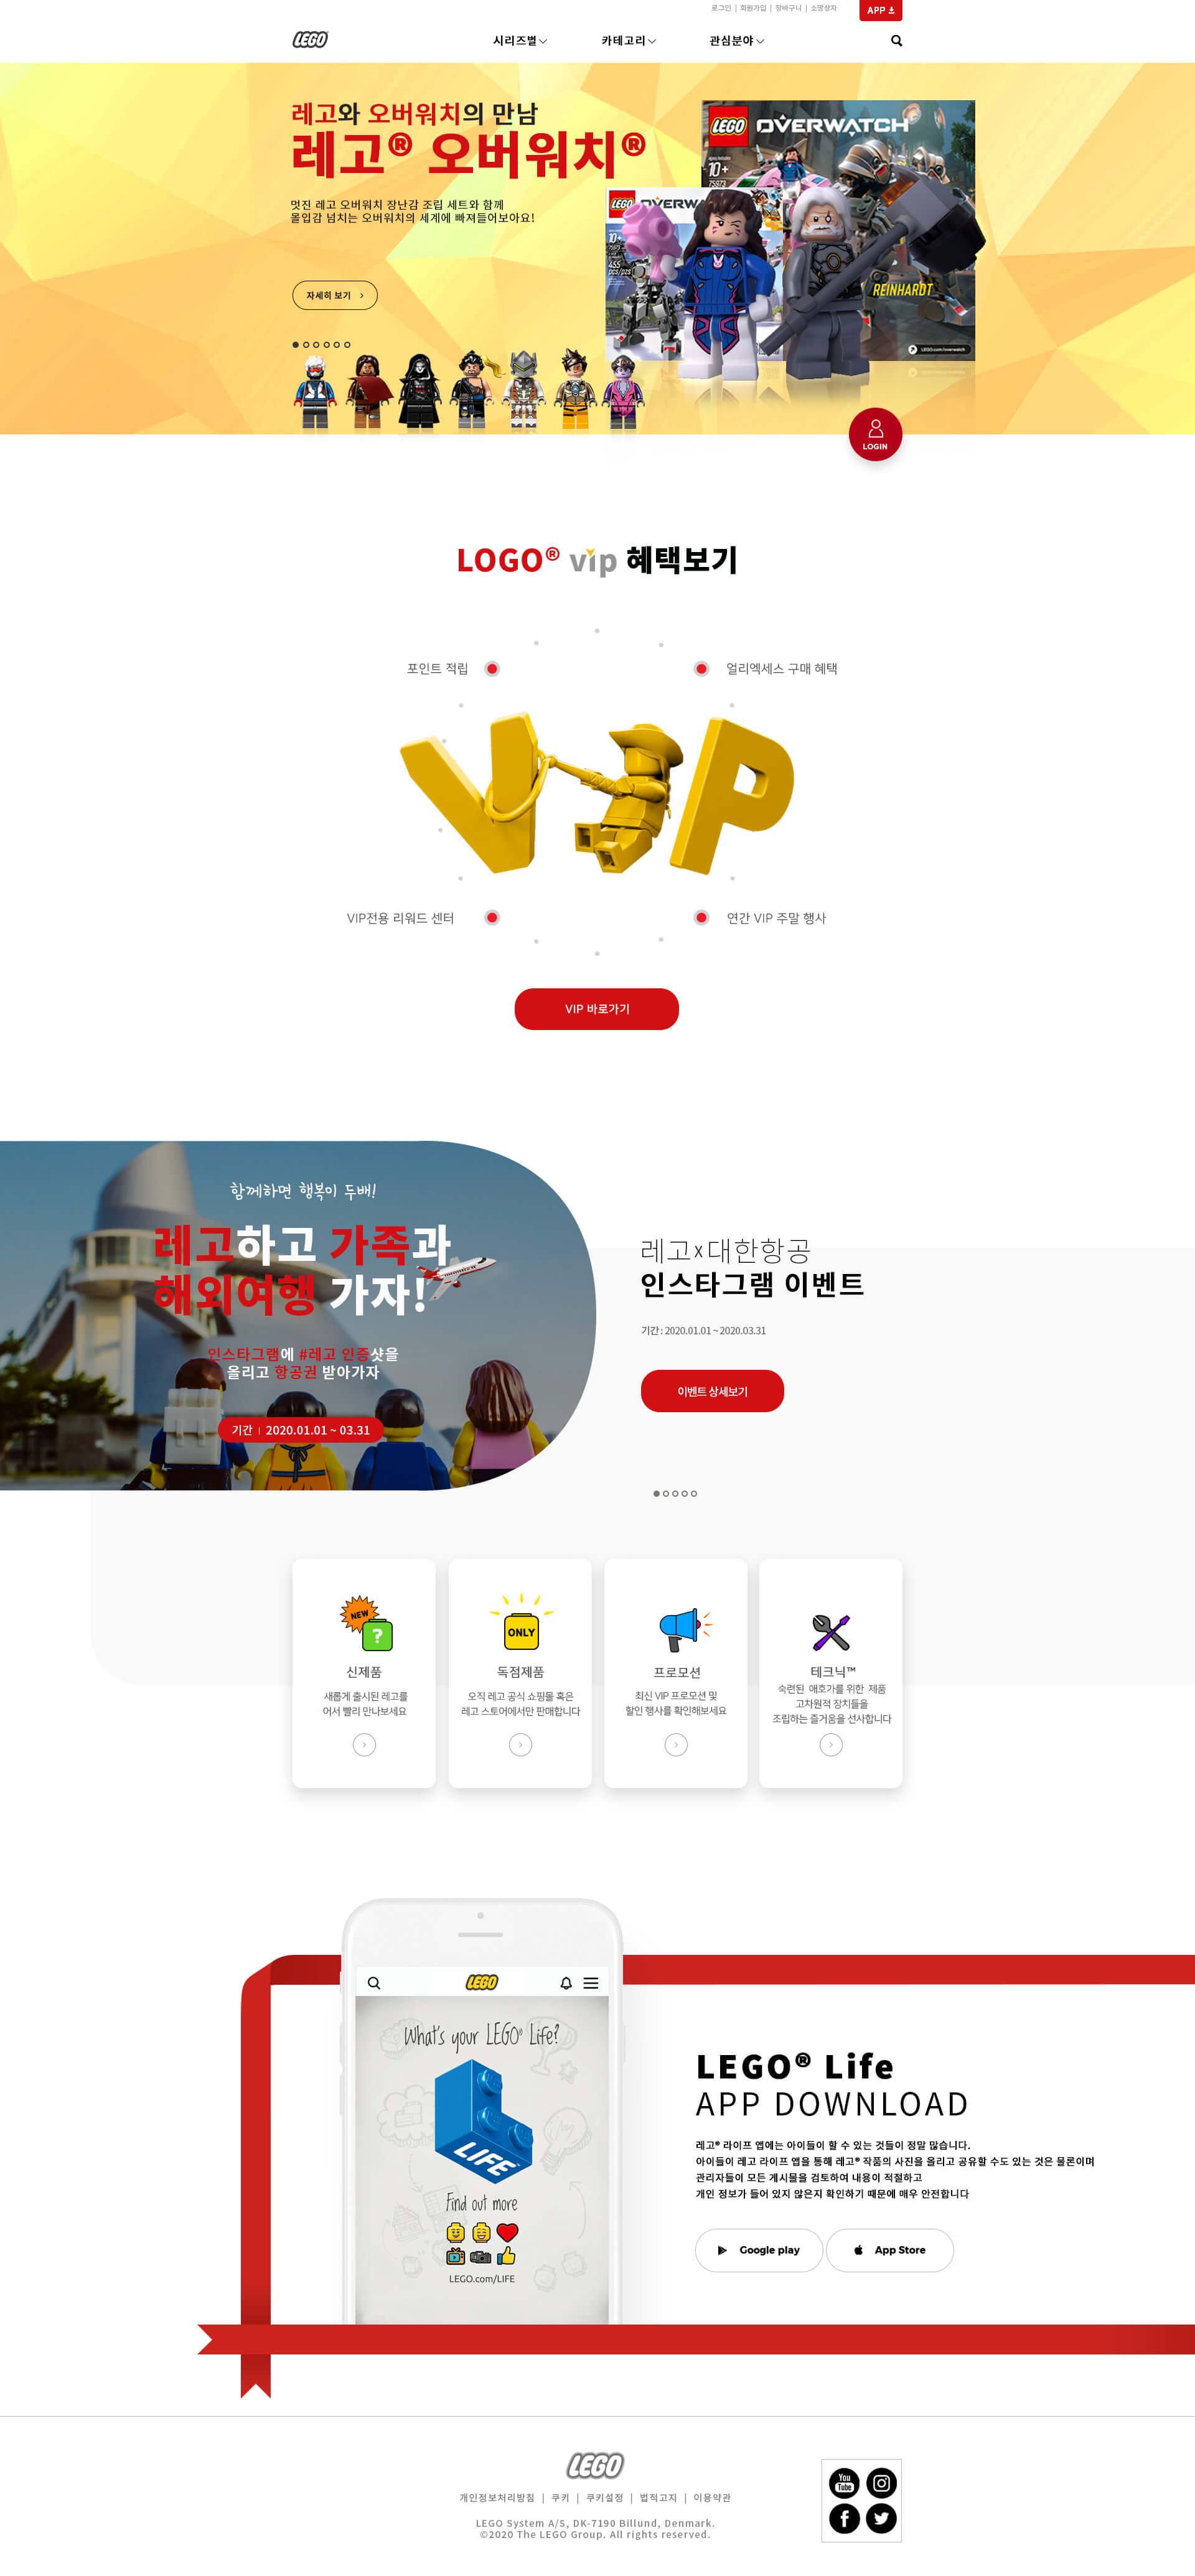 로그인 | 회원가입 | 장바구니 | 소망상자
APP
LEGO
시리즈별
카테고리
관심분야
레고와 오버워치의 만남
레고® 오버워치®
멋진 레고 오버워치 장난감 조립 세트와 함께
몰입감 넘치는 오버워치의 세계에 빠져들어보아요!
자세히 보기
LEGO
OVERWATCH
10+
75973
LEGO
OVERWATCH
10+
75973
455
pcs/pzs
REINHARDT
LEGO.com/overwatch
LOGIN
LOGO® vip 혜택보기
포인트 적립
얼리엑세스 구매 혜택
VIP
VIP전용 리워드 센터
연간 VIP 주말 행사
VIP 바로가기
함께하면 행복이 두배!
레고하고 가족과
해외여행 가자!
인스타그램에 #레고 인증샷을
올리고 항공권 받아가자
기간 | 2020.01.01 ~ 03.31
레고 x 대한항공
인스타그램 이벤트
기간 : 2020.01.01 ~ 2020.03.31
이벤트 상세보기
NEW
?
신제품
새롭게 출시된 레고를
어서 빨리 만나보세요
ONLY
독점제품
오직 레고 공식 쇼핑몰 혹은
레고 스토어에서만 판매합니다
프로모션
최신 VIP 프로모션 및
할인 행사를 확인해보세요
테크닉™
숙련된 애호가를 위한 제품
고차원적 장치들을
조립하는 즐거움을 선사합니다
LEGO
What's your LEGO® Life?
LIFE
Find out more
LEGO.com/LIFE
LEGO® Life
APP DOWNLOAD
레고® 라이프 앱에는 아이들이 할 수 있는 것들이 정말 많습니다.
아이들이 레고 라이프 앱을 통해 레고® 작품의 사진을 올리고 공유할 수도 있는 것은 물론이며
관리자들이 모든 게시물을 검토하여 내용이 적절하고
개인 정보가 들어 있지 않은지 확인하기 때문에 매우 안전합니다
Google play
App Store
LEGO
개인정보처리방침 | 쿠키 | 쿠키설정 | 법적고지 | 이용약관
LEGO System A/S, DK-7190 Billund, Denmark.
©2020 The LEGO Group. All rights reserved.
You
Tube